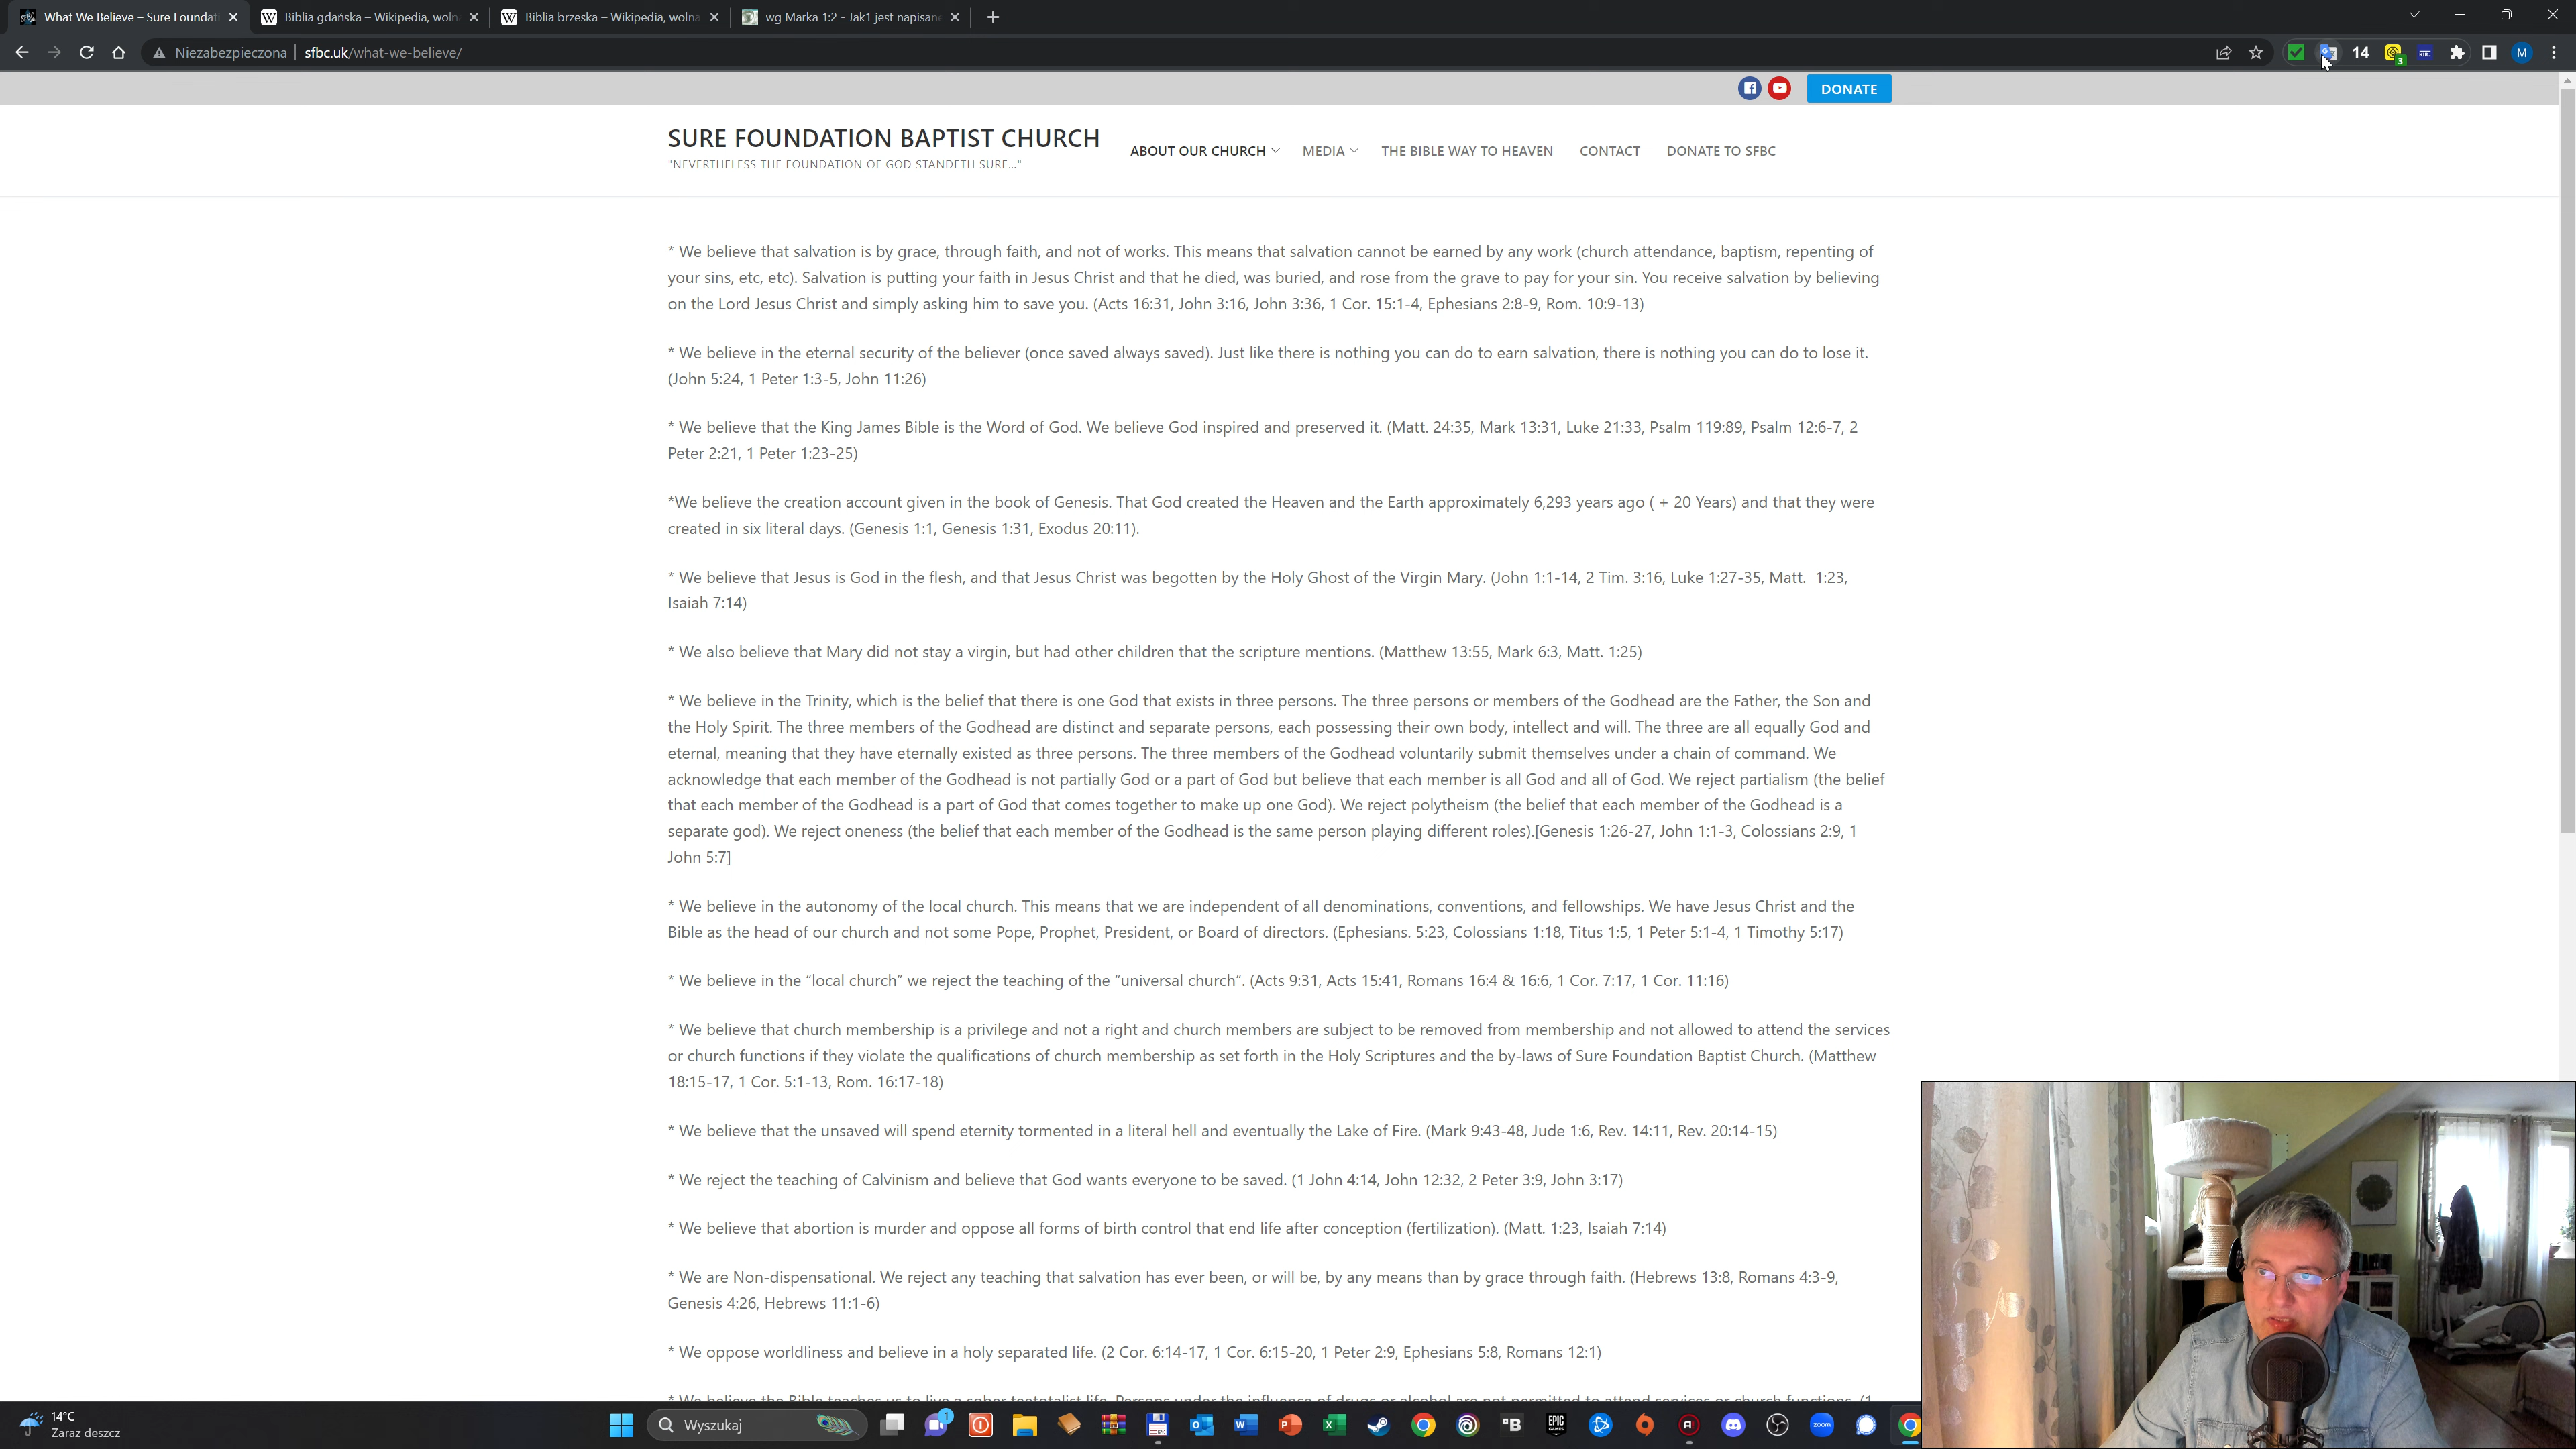 What We Believe – Sure Foundati
Biblia gdańska – Wikipedia, woln
Biblia brzeska – Wikipedia, wolna
wg Marka 1:2 - Jak1 jest napisan
Niezabezpieczona
sfbc.uk/what-we-believe/
14
3
M
DONATE
SURE FOUNDATION BAPTIST CHURCH
"NEVERTHELESS THE FOUNDATION OF GOD STANDETH SURE..."
ABOUT OUR CHURCH
MEDIA
THE BIBLE WAY TO HEAVEN
CONTACT
DONATE TO SFBC
* We believe that salvation is by grace, through faith, and not of works. This means that salvation cannot be earned by any work (church attendance, baptism, repenting of
your sins, etc, etc). Salvation is putting your faith in Jesus Christ and that he died, was buried, and rose from the grave to pay for your sin. You receive salvation by believing
on the Lord Jesus Christ and simply asking him to save you. (Acts 16:31, John 3:16, John 3:36, 1 Cor. 15:1-4, Ephesians 2:8-9, Rom. 10:9-13)
* We believe in the eternal security of the believer (once saved always saved). Just like there is nothing you can do to earn salvation, there is nothing you can do to lose it.
(John 5:24, 1 Peter 1:3-5, John 11:26)
* We believe that the King James Bible is the Word of God. We believe God inspired and preserved it. (Matt. 24:35, Mark 13:31, Luke 21:33, Psalm 119:89, Psalm 12:6-7, 2
Peter 2:21, 1 Peter 1:23-25)
*We believe the creation account given in the book of Genesis. That God created the Heaven and the Earth approximately 6,293 years ago ( + 20 Years) and that they were
created in six literal days. (Genesis 1:1, Genesis 1:31, Exodus 20:11).
* We believe that Jesus is God in the flesh, and that Jesus Christ was begotten by the Holy Ghost of the Virgin Mary. (John 1:1-14, 2 Tim. 3:16, Luke 1:27-35, Matt. 1:23,
Isaiah 7:14)
* We also believe that Mary did not stay a virgin, but had other children that the scripture mentions. (Matthew 13:55, Mark 6:3, Matt. 1:25)
* We believe in the Trinity, which is the belief that there is one God that exists in three persons. The three persons or members of the Godhead are the Father, the Son and
the Holy Spirit. The three members of the Godhead are distinct and separate persons, each possessing their own body, intellect and will. The three are all equally God and
eternal, meaning that they have eternally existed as three persons. The three members of the Godhead voluntarily submit themselves under a chain of command. We
acknowledge that each member of the Godhead is not partially God or a part of God but believe that each member is all God and all of God. We reject partialism (the belief
that each member of the Godhead is a part of God that comes together to make up one God). We reject polytheism (the belief that each member of the Godhead is a
separate god). We reject oneness (the belief that each member of the Godhead is the same person playing different roles).[Genesis 1:26-27, John 1:1-3, Colossians 2:9, 1
John 5:7]
* We believe in the autonomy of the local church. This means that we are independent of all denominations, conventions, and fellowships. We have Jesus Christ and the
Bible as the head of our church and not some Pope, Prophet, President, or Board of directors. (Ephesians. 5:23, Colossians 1:18, Titus 1:5, 1 Peter 5:1-4, 1 Timothy 5:17)
* We believe in the “local church” we reject the teaching of the “universal church”. (Acts 9:31, Acts 15:41, Romans 16:4 & 16:6, 1 Cor. 7:17, 1 Cor. 11:16)
* We believe that church membership is a privilege and not a right and church members are subject to be removed from membership and not allowed to attend the services
or church functions if they violate the qualifications of church membership as set forth in the Holy Scriptures and the by-laws of Sure Foundation Baptist Church. (Matthew
18:15-17, 1 Cor. 5:1-13, Rom. 16:17-18)
* We believe that the unsaved will spend eternity tormented in a literal hell and eventually the Lake of Fire. (Mark 9:43-48, Jude 1:6, Rev. 14:11, Rev. 20:14-15)
* We reject the teaching of Calvinism and believe that God wants everyone to be saved. (1 John 4:14, John 12:32, 2 Peter 3:9, John 3:17)
* We believe that abortion is murder and oppose all forms of birth control that end life after conception (fertilization). (Matt. 1:23, Isaiah 7:14)
* We are Non-dispensational. We reject any teaching that salvation has ever been, or will be, by any means than by grace through faith. (Hebrews 13:8, Romans 4:3-9,
Genesis 4:26, Hebrews 11:1-6)
* We oppose worldliness and believe in a holy separated life. (2 Cor. 6:14-17, 1 Cor. 6:15-20, 1 Peter 2:9, Ephesians 5:8, Romans 12:1)
* We believe the Bible teaches us to live a sober teetotalist life. Persons under the influence of drugs or alcohol are not permitted to attend services or church functions. (1
14°C
Zaraz deszcz
Wyszukaj
1
EPIC GAMES
zoom